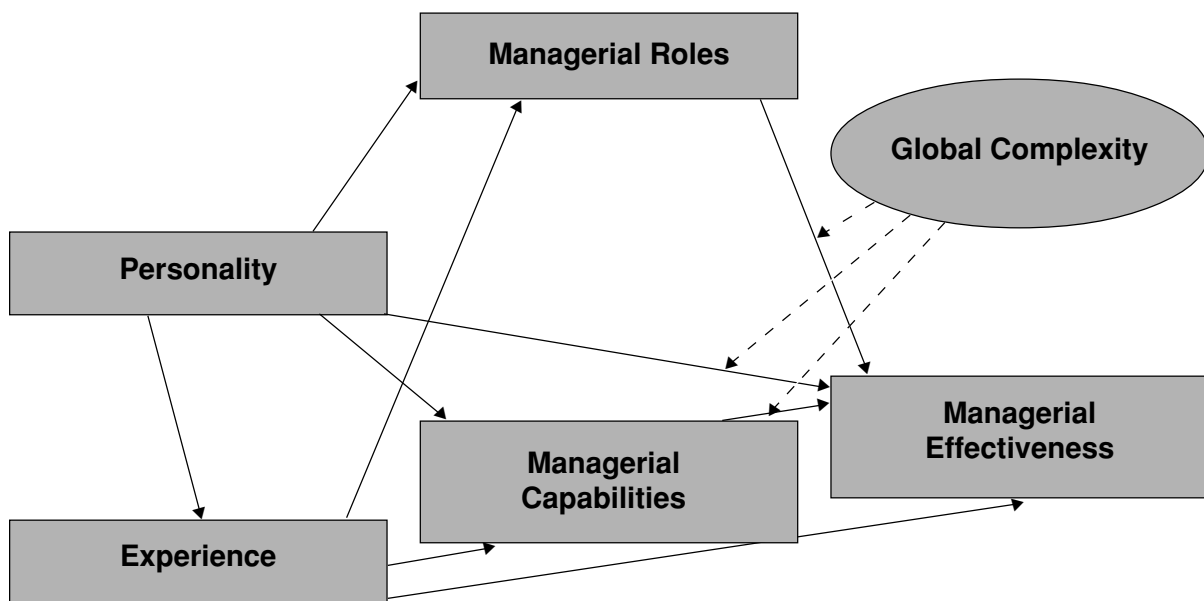 Managerial Roles
Global Complexity
Personality
Managerial
Effectiveness
Managerial
Capabilities
Experience